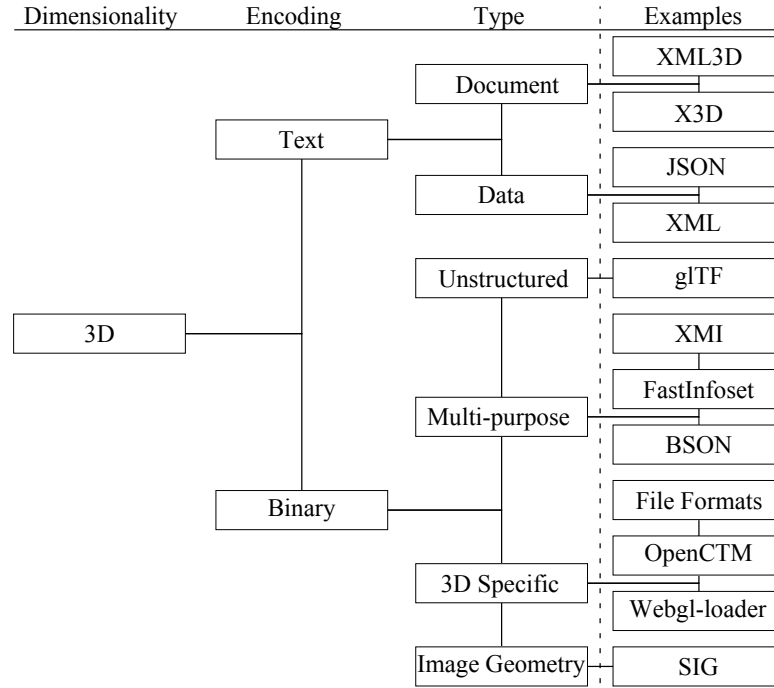 Dimensionality Encoding Type Examples
XML3D
Document
X3D
Text
JSON
Data
XML
Unstructured glTF
3D
XMI
FastInfoset
Multi-purpose
BSON
File Formats
Binary
OpenCTM
3D Specific
Webgl-loader
Image Geometry SIG